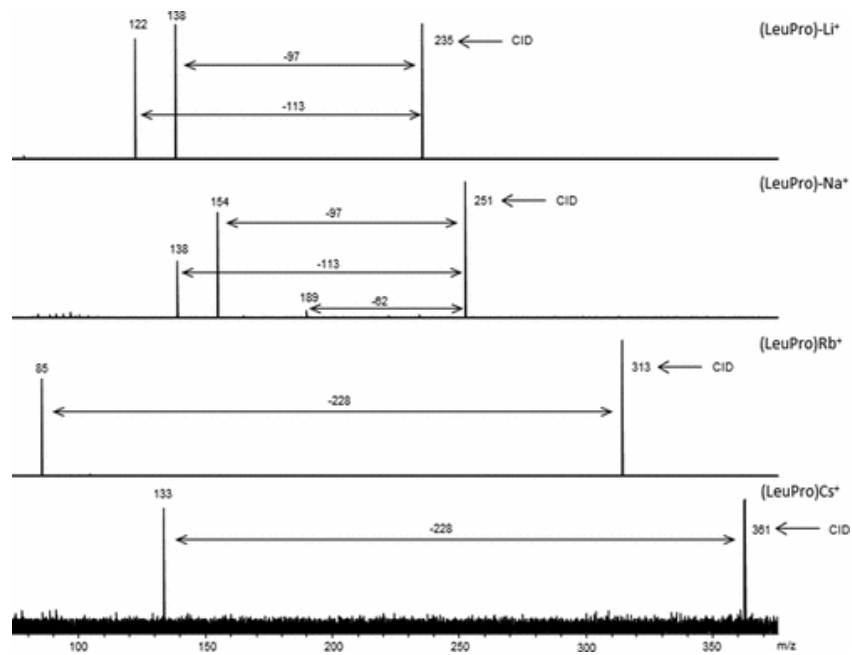 (LeuPro)-Li⁺
122
138
235
CID
-97
-113
(LeuPro)-Na⁺
154
251
CID
-97
138
-113
189
-62
(LeuPro)Rb⁺
85
313
CID
-228
(LeuPro)Cs⁺
133
361
CID
-228
100 150 200 250 300 350 m/z